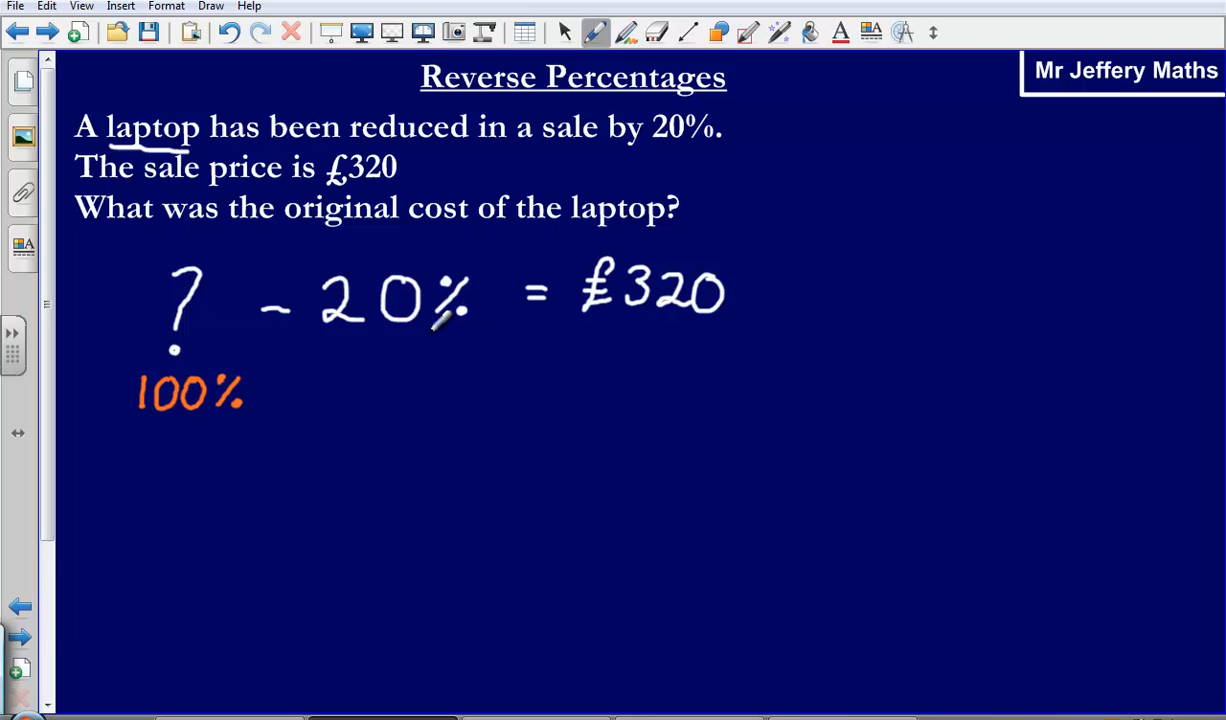 File Edit View Insert Format Draw Help
Reverse Percentages
Mr Jeffery Maths
A laptop has been reduced in a sale by 20%.
The sale price is £320
What was the original cost of the laptop?
? - 20% = £320
100%